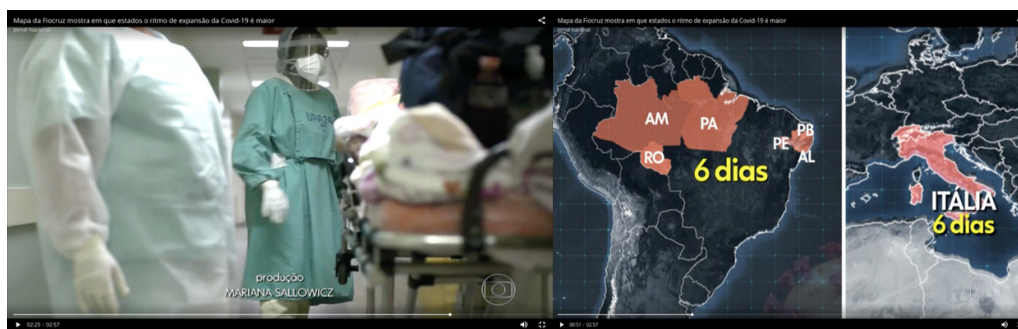 Mapa da Fiocruz mostra em que estados o ritmo de expansão da Covid-19 é maior
Jornal Nacional
UPA24h
produção
MARIANA SALLOWICZ
02:25 / 02:57
Mapa da Fiocruz mostra em que estados o ritmo de expansão da Covid-19 é maior
Jornal Nacional
AM
PA
PB
PE
AL
RO
6 dias
ITÁLIA
6 dias
00:51 / 02:57